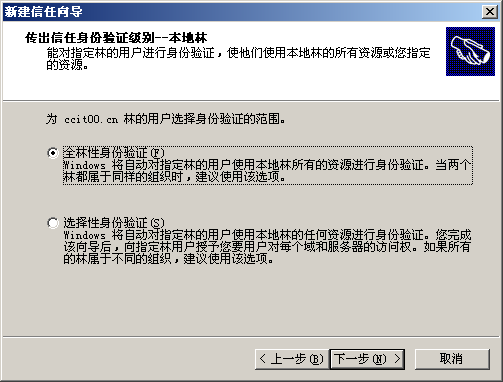 新建信任向导
传出信任身份验证级别--本地林
能对指定林的用户进行身份验证，使他们使用本地林的所有资源或您指定
的资源。
为 ccit00.cn 林的用户选择身份验证的范围。
全林性身份验证(F)
Windows 将自动对指定林的用户使用本地林所有的资源进行身份验证。当两个
林都属于同样的组织时，建议使用该选项。
选择性身份验证(S)
Windows 将自动对指定林的用户使用本地林的任何资源进行身份验证。您完成
该向导后，向指定林用户授予您要用户对每个域和服务器的访问权。如果所有
的林属于不同的组织，建议使用该选项。
< 上一步(B) 下一步(N) > 取消